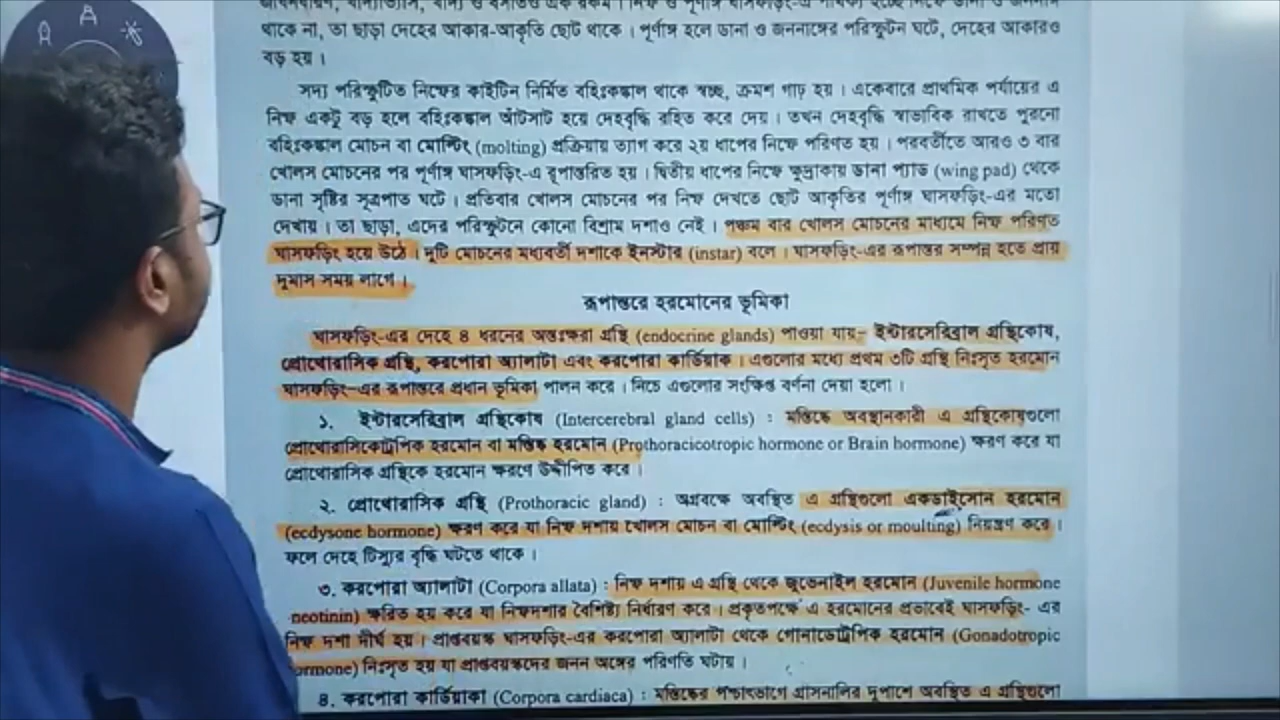 থাকে না, তা ছাড়া দেহের আকার-আকৃতি ছোট থাকে। পূর্ণাঙ্গ হলে ডানা ও জননাঙ্গের পরিস্ফুটন ঘটে, দেহের আকারও
বড় হয়।
সদ্য পরিস্ফুটিত নিম্ফের কাইটিন নির্মিত বহিঃকঙ্কাল থাকে স্বচ্ছ, ক্রমশ গাঢ় হয়। একেবারে প্রাথমিক পর্যায়ের এ
নিম্ফ একটু বড় হলে বহিঃকঙ্কাল আঁটসাট হয়ে দেহবৃদ্ধি রহিত করে দেয়। তখন দেহবৃদ্ধি স্বাভাবিক রাখতে পুরনো
বহিঃকঙ্কাল মোচন বা মোল্টিং (molting) প্রক্রিয়ায় ত্যাগ করে ২য় ধাপের নিম্ফে পরিণত হয়। পরবর্তীতে আরও ৩ বার
খোলস মোচনের পর পূর্ণাঙ্গ ঘাসফড়িং-এ রূপান্তরিত হয়। দ্বিতীয় ধাপের নিম্ফে ক্ষুদ্রাকায় ডানা প্যাড (wing pad) থেকে
ডানা সৃষ্টির সূত্রপাত ঘটে। প্রতিবার খোলস মোচনের পর নিম্ফ দেখতে ছোট আকৃতির পূর্ণাঙ্গ ঘাসফড়িং-এর মতো
দেখায়। তা ছাড়া, এদের পরিস্ফুটনে কোনো বিশ্রাম দশাও নেই। পঞ্চম বার খোলস মোচনের মাধ্যমে নিম্ফ পরিণত
ঘাসফড়িং হয়ে উঠে। দুটি মোচনের মধ্যবর্তী দশাকে ইনস্টার (instar) বলে। ঘাসফড়িং-এর রূপান্তর সম্পন্ন হতে প্রায়
দুমাস সময় লাগে।
রূপান্তরে হরমোনের ভূমিকা
ঘাসফড়িং-এর দেহে ৪ ধরনের অন্তঃক্ষরা গ্রন্থি (endocrine glands) পাওয়া যায়– ইন্টারসেরিব্রাল গ্রন্থিকোষ,
প্রোথোরাসিক গ্রন্থি, করপোরা অ্যালাটা এবং করপোরা কার্ডিয়াক। এগুলোর মধ্যে প্রথম ৩টি গ্রন্থি নিঃসৃত হরমোন
ঘাসফড়িং-এর রূপান্তরে প্রধান ভূমিকা পালন করে। নিচে এগুলোর সংক্ষিপ্ত বর্ণনা দেয়া হলো।
১. ইন্টারসেরিব্রাল গ্রন্থিকোষ (Intercerebral gland cells) : মস্তিষ্কে অবস্থানকারী এ গ্রন্থিকোষগুলো
প্রোথোরাসিকোট্রপিক হরমোন বা মস্তিষ্ক হরমোন (Prothoracicotropic hormone or Brain hormone) ক্ষরণ করে যা
প্রোথোরাসিক গ্রন্থিকে হরমোন ক্ষরণে উদ্দীপিত করে।
২. প্রোথোরাসিক গ্রন্থি (Prothoracic gland) : অগ্রবক্ষে অবস্থিত এ গ্রন্থিগুলো একডাইসোন হরমোন
(ecdysone hormone) ক্ষরণ করে যা নিম্ফ দশায় খোলস মোচন বা মোল্টিং (ecdysis or moulting) নিয়ন্ত্রণ করে।
ফলে দেহে টিস্যুর বৃদ্ধি ঘটতে থাকে।
৩. করপোরা অ্যালাটা (Corpora allata) : নিম্ফ দশায় এ গ্রন্থি থেকে জুভেনাইল হরমোন (Juvenile hormone
neotinin) ক্ষরিত হয় করে যা নিম্ফদশার বৈশিষ্ট্য নির্ধারণ করে। প্রকৃতপক্ষে এ হরমোনের প্রভাবেই ঘাসফড়িং- এর
নিম্ফ দশা দীর্ঘ হয়। প্রাপ্তবয়স্ক ঘাসফড়িং-এর করপোরা অ্যালাটা থেকে গোনাডোট্রপিক হরমোন (Gonadotropic
ormone) নিঃসৃত হয় যা প্রাপ্তবয়স্কদের জনন অঙ্গের পরিণতি ঘটায়।
৪. করপোরা কার্ডিয়াকা (Corpora cardiaca) : মস্তিষ্কের পশ্চাৎভাগে গ্রাসনালির দুপাশে অবস্থিত এ গ্রন্থিগুলো